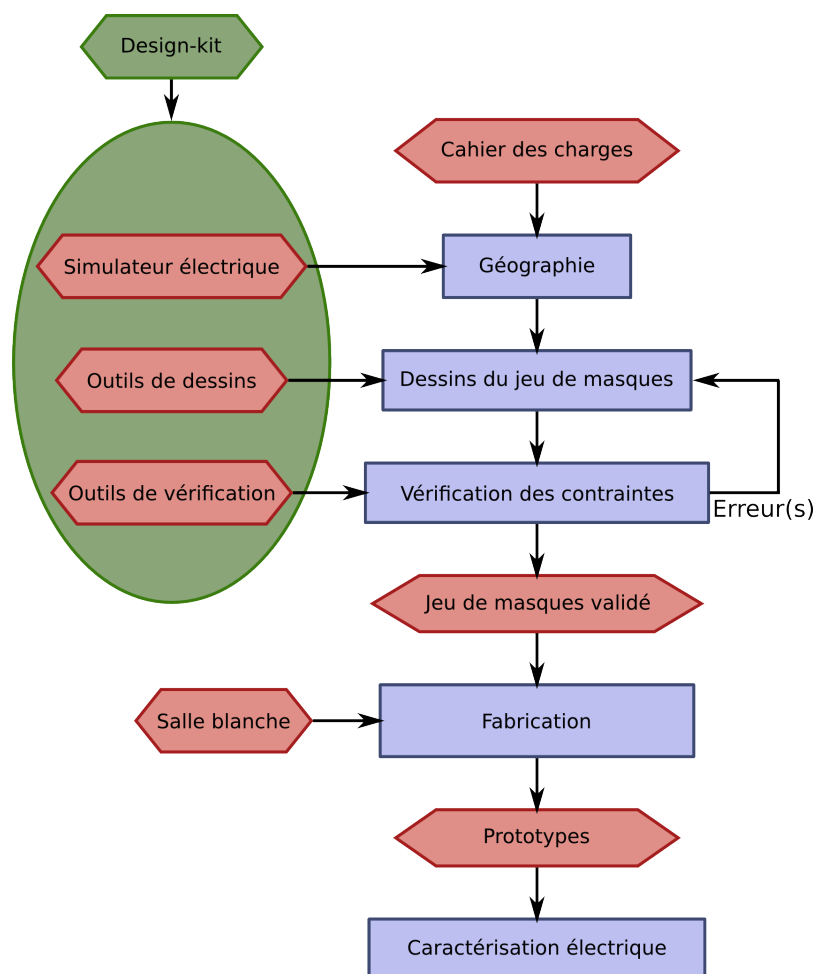 Design-kit
Cahier des charges
Simulateur électrique
Géographie
Outils de dessins
Dessins du jeu de masques
Outils de vérification
Vérification des contraintes
Erreur(s)
Jeu de masques validé
Salle blanche
Fabrication
Prototypes
Caractérisation électrique